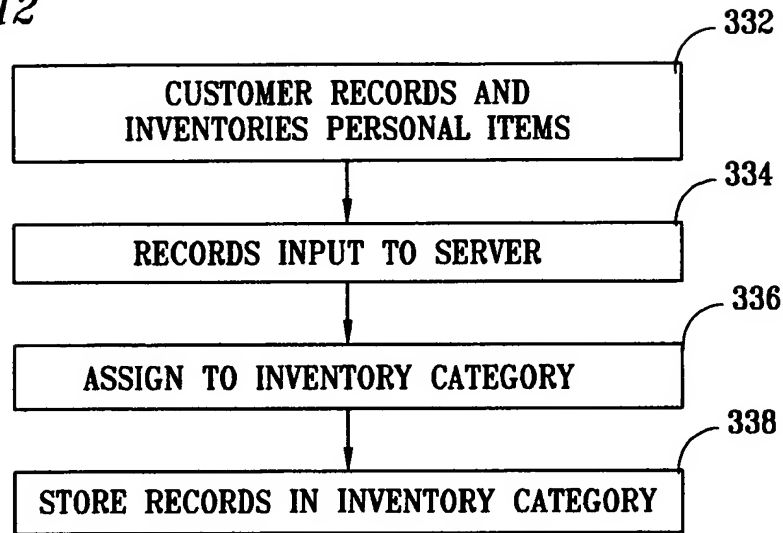 12
332
CUSTOMER RECORDS AND
INVENTORIES PERSONAL ITEMS
334
RECORDS INPUT TO SERVER
336
ASSIGN TO INVENTORY CATEGORY
338
STORE RECORDS IN INVENTORY CATEGORY